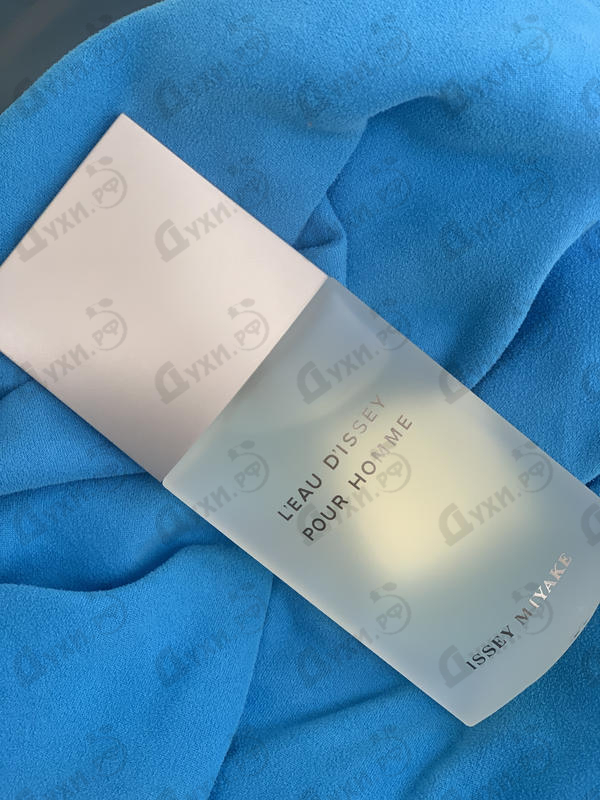 L'EAU D'ISSEY
POUR HOMME
ISSEY MIYAKE
Духи.рф